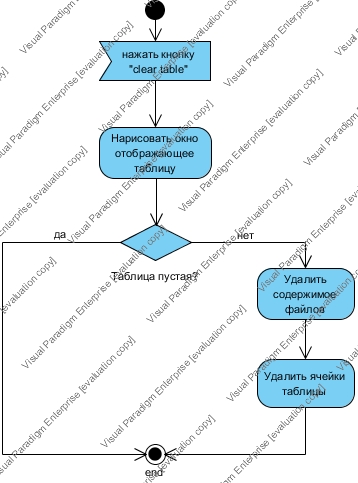 нажать кнопку
"clear table"
Нарисовать окно
отображающее
таблицу
да
нет
Таблица пустая?
Удалить
содержимое
файлов
Удалить ячейки
таблицы
end
Visual Paradigm Enterprise [evaluation copy]